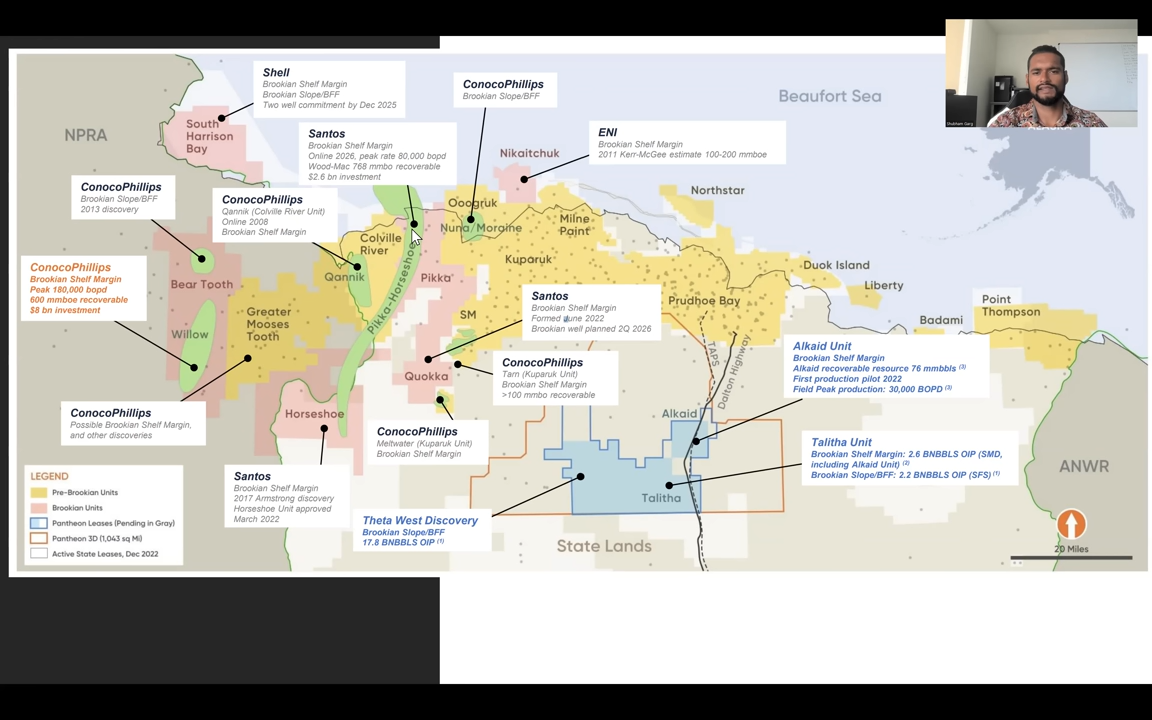 Shell
Brookian Shelf Margin
Brookian Slope/BFF
Two well commitment by Dec 2025
ConocoPhillips
Brookian Slope/BFF
Beaufort Sea
NPRA
South
Harrison
Bay
Santos
Brookian Shelf Margin
Online 2026, peak rate 80,000 bopd
Wood-Mac 768 mmbo recoverable
$2.6 bn investment
ENI
Brookian Shelf Margin
2011 Kerr-McGee estimate 100-200 mmboe
Nikaitchuk
ConocoPhillips
Brookian Slope/BFF
2013 discovery
ConocoPhillips
Qannik (Colville River Unit)
Online 2008
Brookian Shelf Margin
Northstar
Ooogruk
Nuna/Moraine
Milne
Paint
Colville
River
Kuparuk
Duok Island
Qannik
Pikka
Pikka-Horseshoe
Liberty
ConocoPhillips
Brookian Shelf Margin
Peak 180,000 bopd
600 mmboe recoverable
$8 bn investment
Bear Tooth
Greater
Mooses
Tooth
Willow
SM
Santos
Brookian Shelf Margin
Formed June 2022
Brookian well planned 2Q 2026
Prudhoe Bay
Badami
Point
Thompson
TAPS
Dalton Highway
Quokka
ConocoPhillips
Tarn (Kuparuk Unit)
Brookian Shelf Margin
>100 mmbo recoverable
Alkaid Unit
Brookian Shelf Margin
Alkaid recoverable resource 76 mmbbls (3)
First production pilot 2022
Field Peak production: 30,000 BOPD (3)
ConocoPhillips
Possible Brookian Shelf Margin,
and other discoveries
Horseshoe
ConocoPhillips
Meltwater (Kuparuk Unit)
Brookian Shelf Margin
Alkaid
Talitha
Talitha Unit
Brookian Shelf Margin: 2.6 BNBBLS OIP (SMD,
including Alkaid Unit) (2)
Brookian Slope/BFF: 2.2 BNBBLS OIP (SFS) (1)
ANWR
Santos
Brookian Shelf Margin
2017 Armstrong discovery
Horseshoe Unit approved
March 2022
Theta West Discovery
Brookian Slope/BFF
17.8 BNBBLS OIP (1)
State Lands
LEGEND
Pre-Brookian Units
Brookian Units
Pantheon Leases (Pending in Gray)
Pantheon 3D (1,043 sq Mi)
Active State Leases, Dec 2022
20 Miles
Shubham Garg